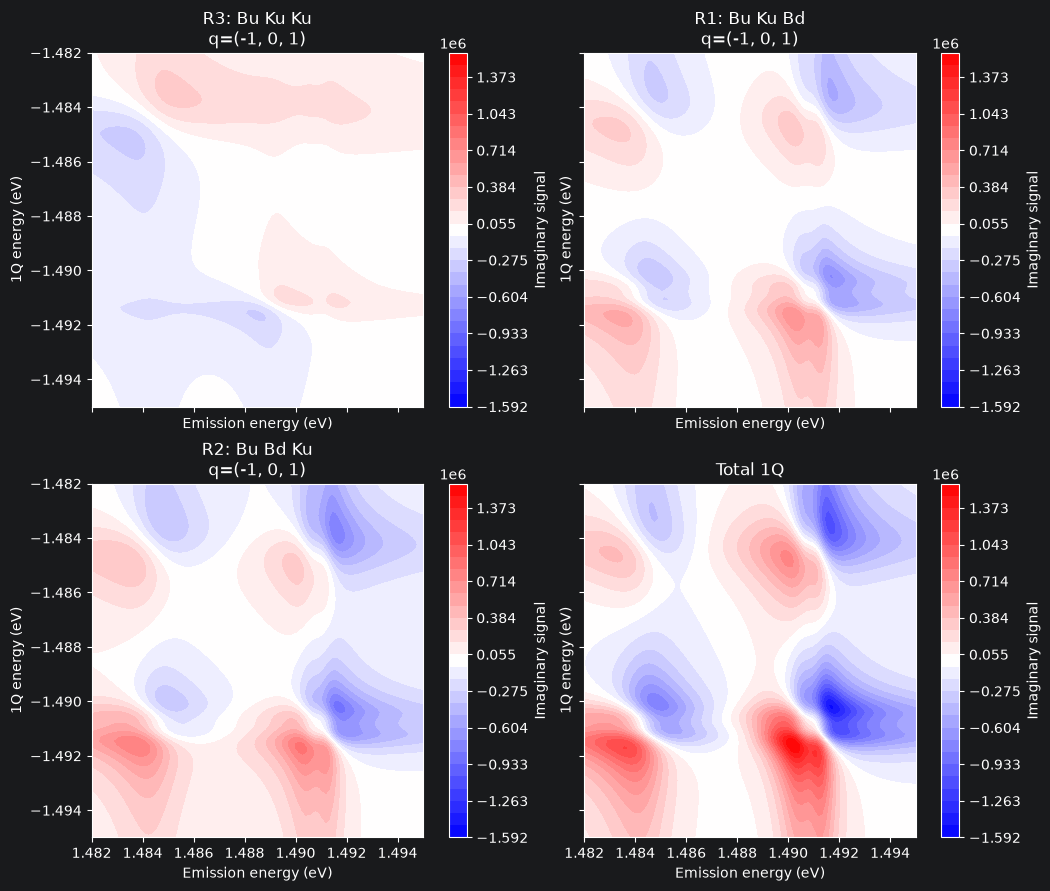 R3: Bu Ku Ku
q=(-1, 0, 1)
1e6
−1.482
−1.484
−1.486
−1.488
−1.490
−1.492
−1.494
1Q energy (eV)
Emission energy (eV)
1.373
1.043
0.714
0.384
0.055
−0.275
−0.604
−0.933
−1.263
−1.592
Imaginary signal
R1: Bu Ku Bd
q=(-1, 0, 1)
1e6
1Q energy (eV)
Emission energy (eV)
1.373
1.043
0.714
0.384
0.055
−0.275
−0.604
−0.933
−1.263
−1.592
Imaginary signal
R2: Bu Bd Ku
q=(-1, 0, 1)
1e6
−1.482
−1.484
−1.486
−1.488
−1.490
−1.492
−1.494
1Q energy (eV)
1.482 1.484 1.486 1.488 1.490 1.492 1.494
Emission energy (eV)
1.373
1.043
0.714
0.384
0.055
−0.275
−0.604
−0.933
−1.263
−1.592
Imaginary signal
Total 1Q
1e6
1Q energy (eV)
1.482 1.484 1.486 1.488 1.490 1.492 1.494
Emission energy (eV)
1.373
1.043
0.714
0.384
0.055
−0.275
−0.604
−0.933
−1.263
−1.592
Imaginary signal